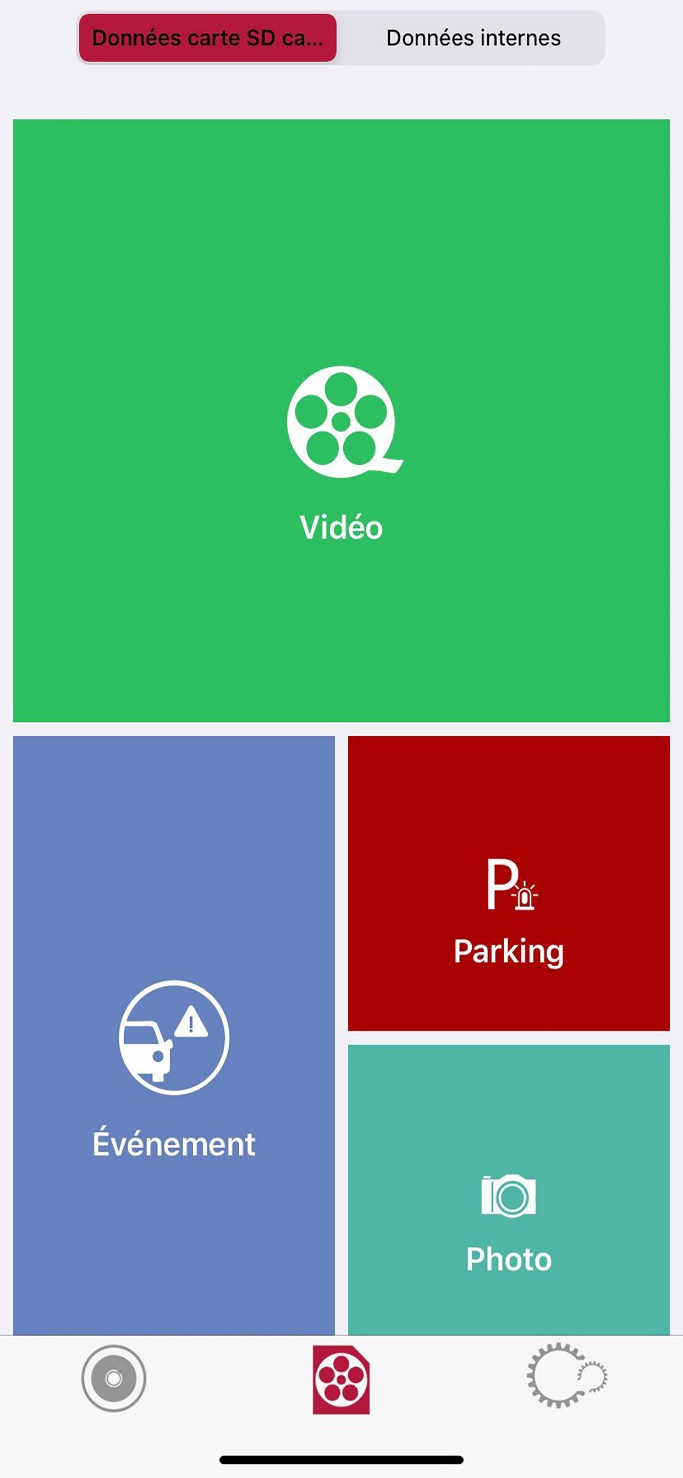 Données carte SD ca...
Données internes
Vidéo
P
Parking
Événement
Photo